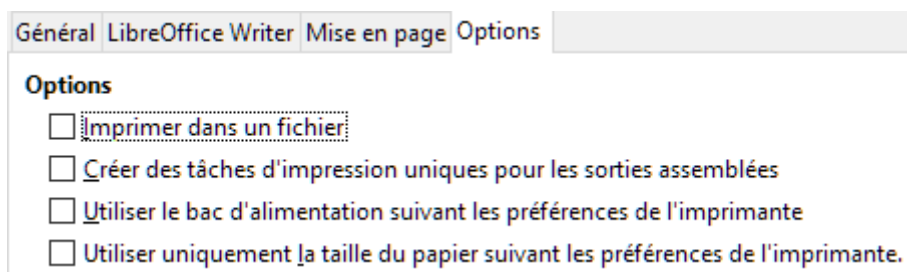 Général LibreOffice Writer Mise en page Options
Options
Imprimer dans un fichier
Créer des tâches d'impression uniques pour les sorties assemblées
Utiliser le bac d'alimentation suivant les préférences de l'imprimante
Utiliser uniquement la taille du papier suivant les préférences de l'imprimante.